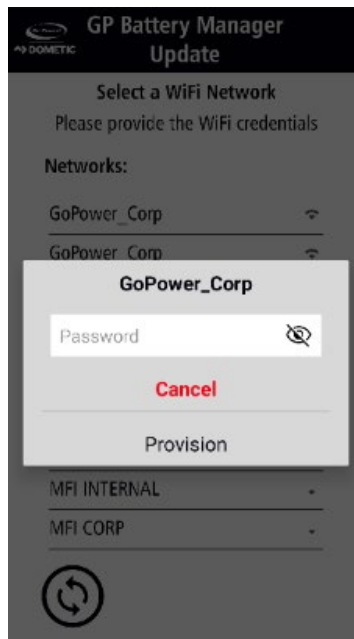 GP Battery Manager
DOMETIC
Update
Select a WiFi Network
Please provide the WiFi credentials
Networks:
GoPower_Corp
GoPower_Corp
GoPower_Corp
Password
Cancel
Provision
MFI INTERNAL
MFI CORP